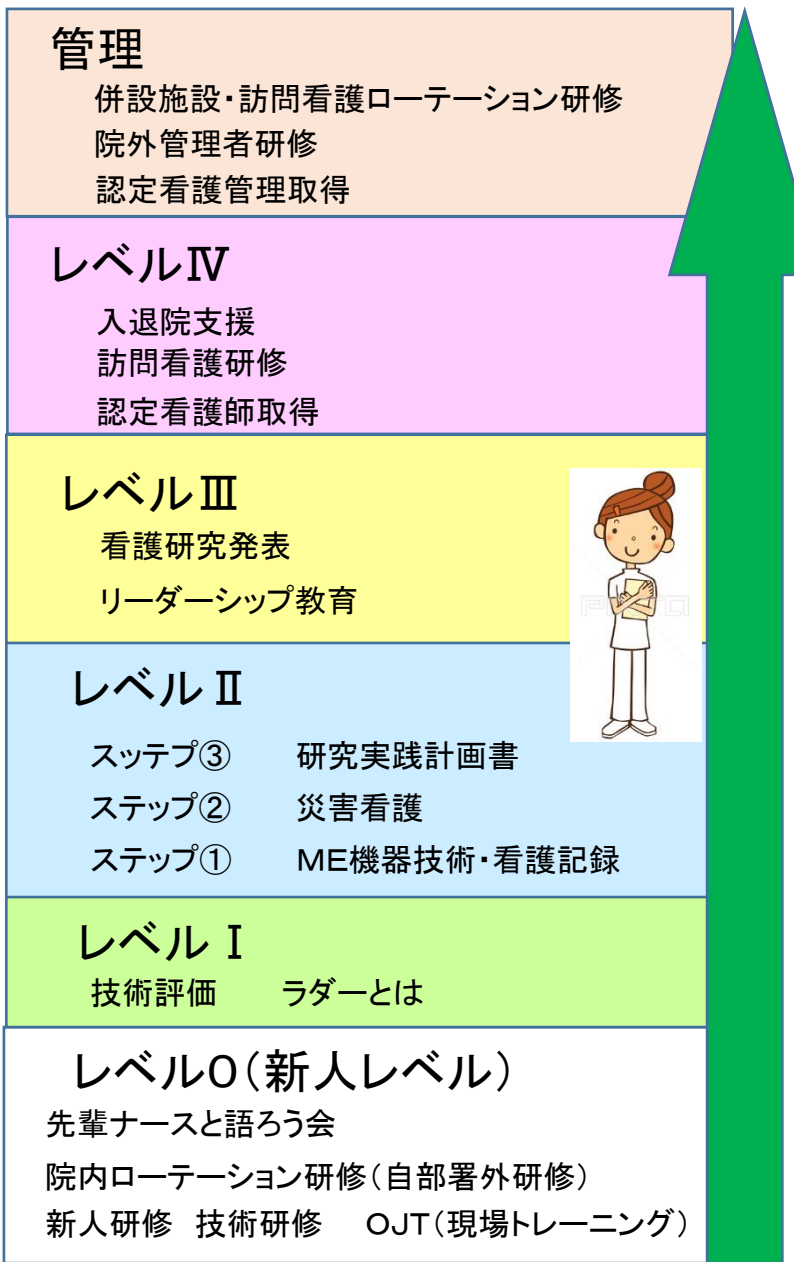 管理
併設施設・訪問看護ローテーション研修
院外管理者研修
認定看護管理取得
レベルⅣ
入退院支援
訪問看護研修
認定看護師取得
レベルⅢ
看護研究発表
リーダーシップ教育
レベルⅡ
スッテプ③ 研究実践計画書
ステップ② 災害看護
ステップ① ME機器技術・看護記録
レベルⅠ
技術評価 ラダーとは
レベル0(新人レベル)
先輩ナースと語ろう会
院内ローテーション研修(自部署外研修)
新人研修 技術研修 OJT(現場トレーニング)